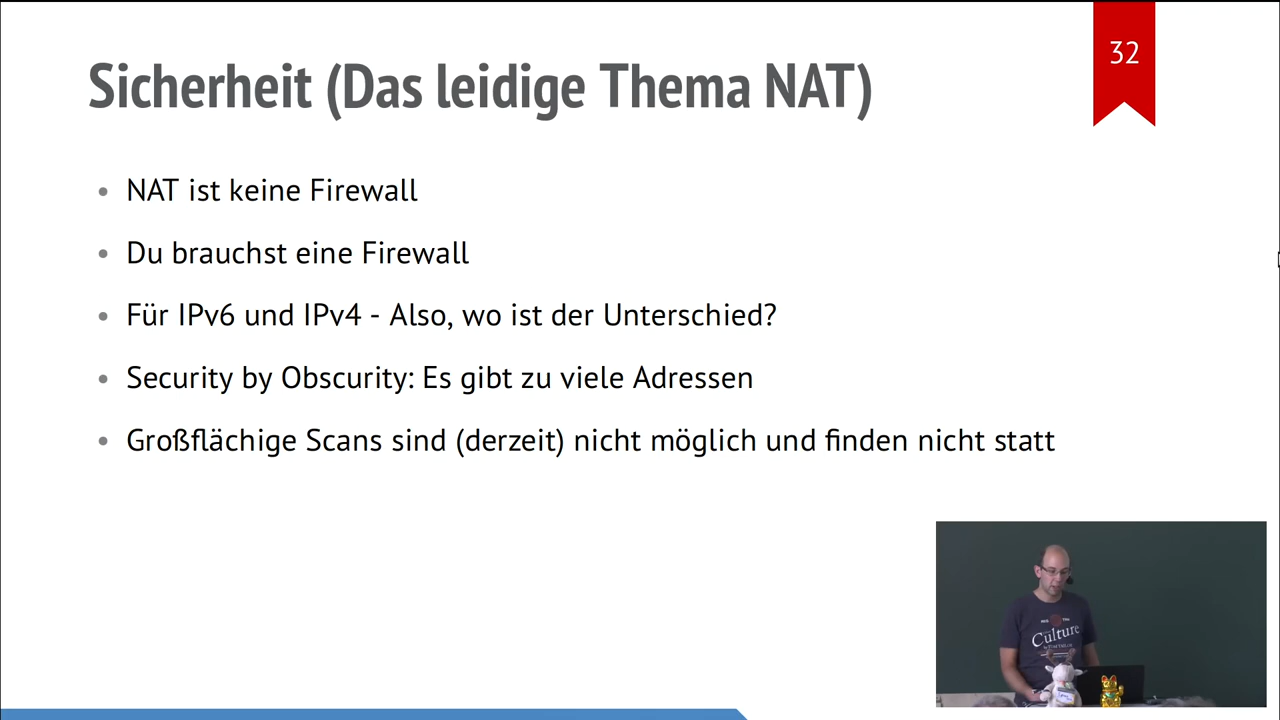 32
Sicherheit (Das leidige Thema NAT)
NAT ist keine Firewall
Du brauchst eine Firewall
Für IPv6 und IPv4 - Also, wo ist der Unterschied?
Security by Obscurity: Es gibt zu viele Adressen
Großflächige Scans sind (derzeit) nicht möglich und finden nicht statt
Culture